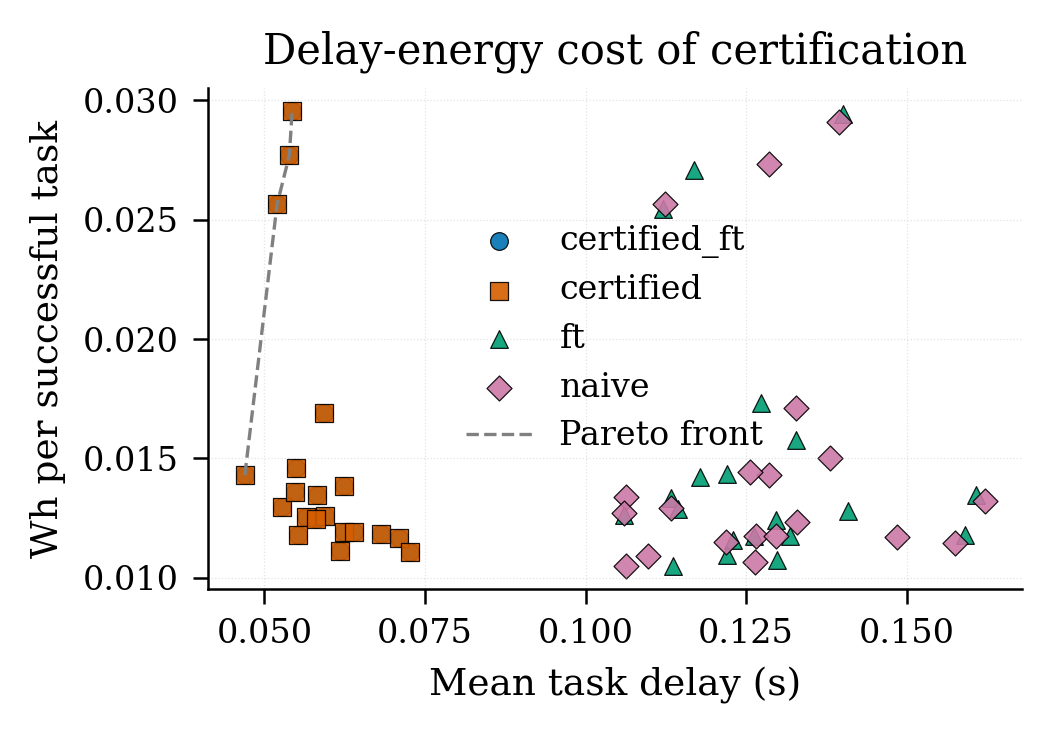 Delay-energy cost of certification
Wh per successful task
0.030
0.025
0.020
0.015
0.010
certified_ft
certified
ft
naive
Pareto front
0.050 0.075 0.100 0.125 0.150
Mean task delay (s)